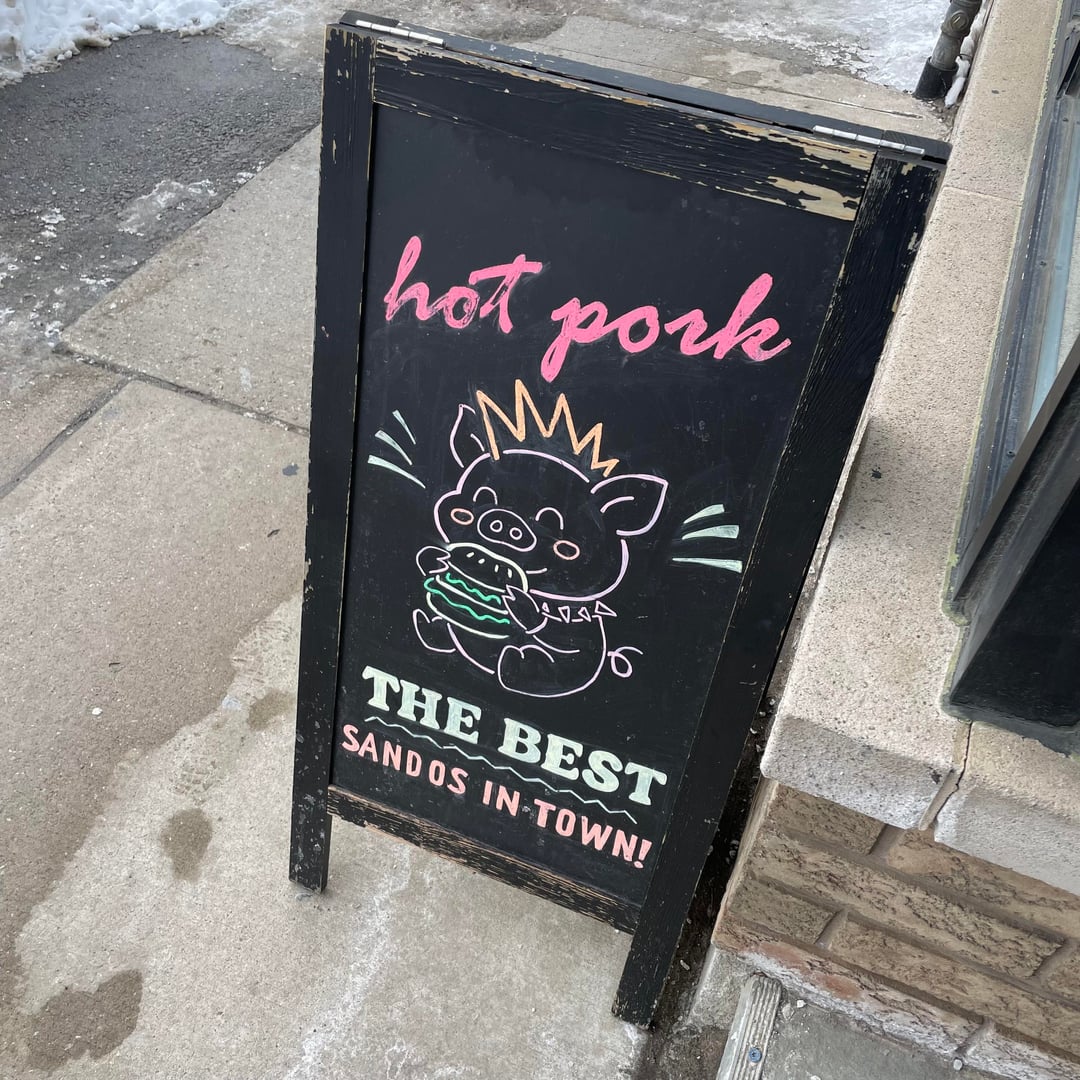 hot pork
THE BEST
SANDOS IN TOWN!